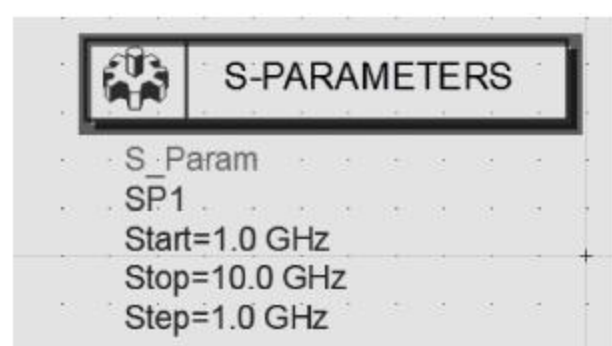 S-PARAMETERS
S_Param
SP1
Start=1.0 GHz
Stop=10.0 GHz
Step=1.0 GHz